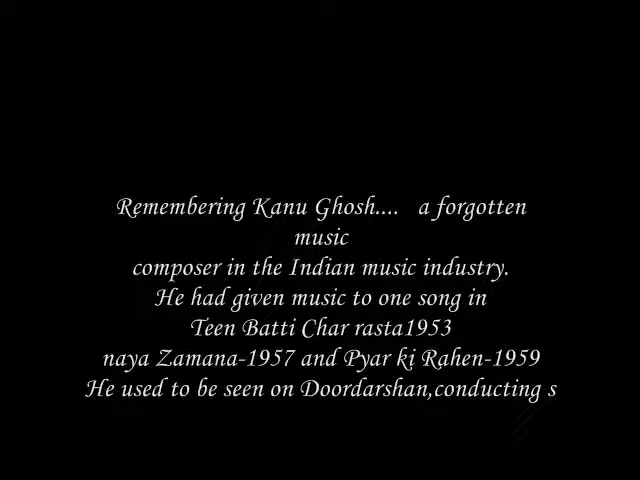 Remembering Kanu Ghosh.... a forgotten
music
composer in the Indian music industry.
He had given music to one song in
Teen Batti Char rasta1953
naya Zamana-1957 and Pyar ki Rahen-1959
He used to be seen on Doordarshan,conducting s